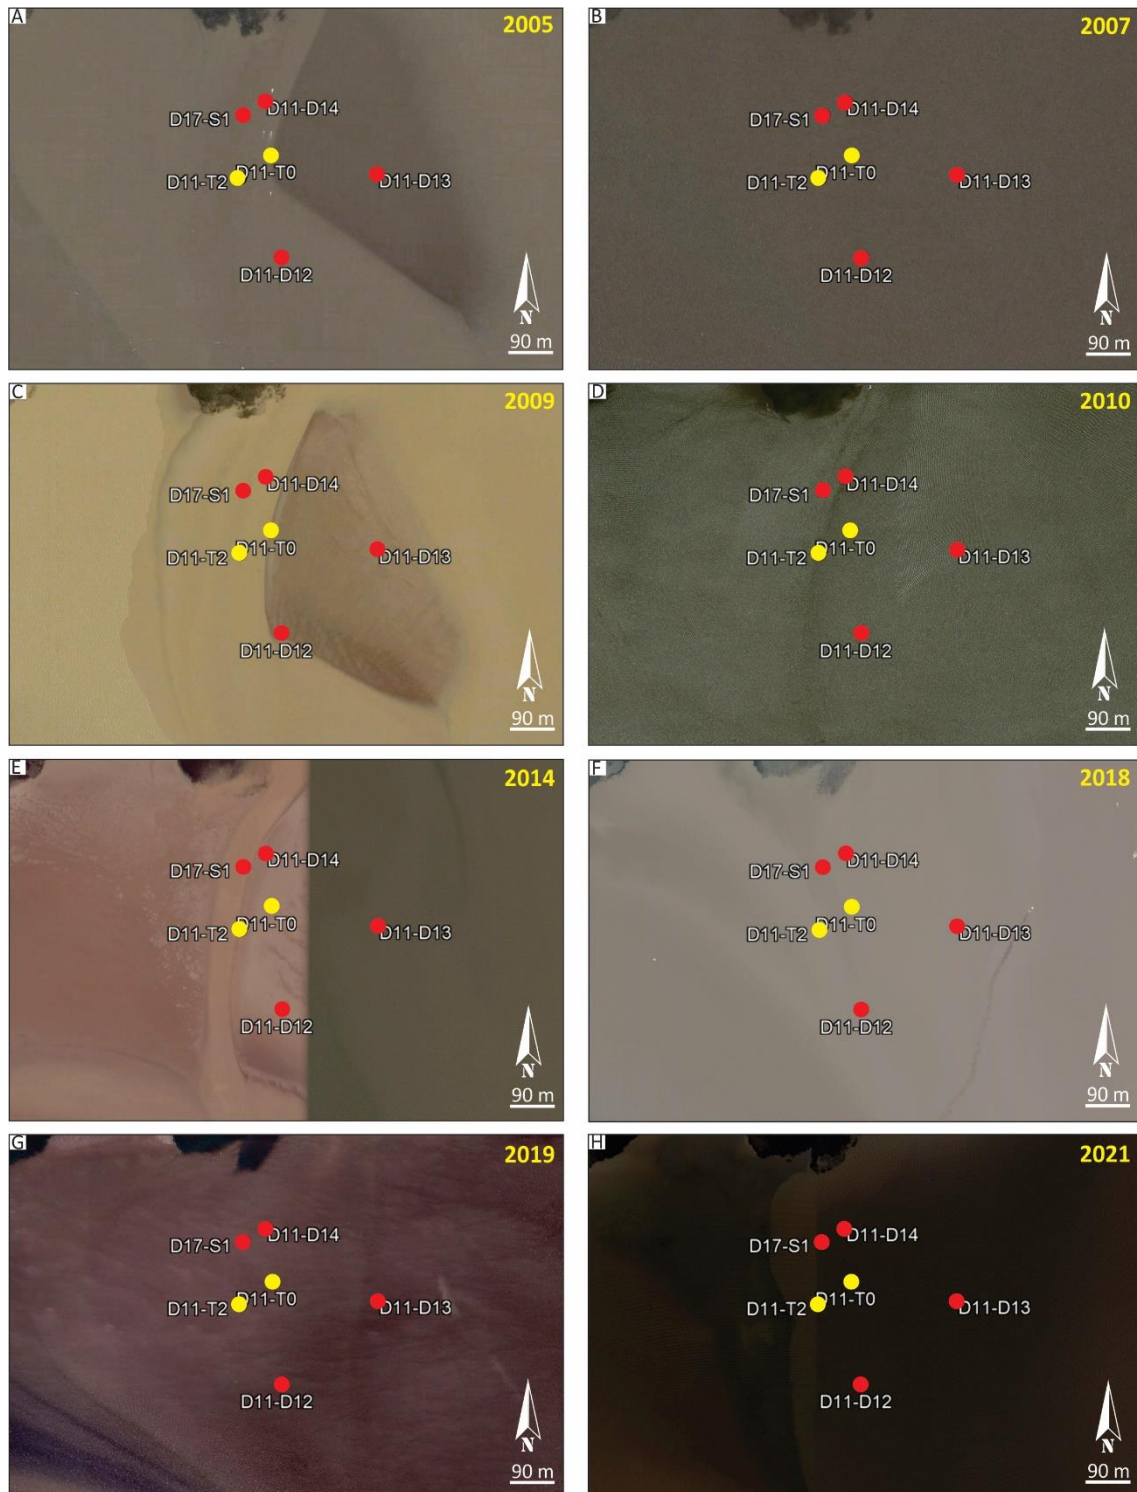 A
2005
D11-D14
D17-S1
D11-T0
D11-T2
D11-D13
D11-D12
N
90 m
B
2007
D11-D14
D17-S1
D11-T0
D11-T2
D11-D13
D11-D12
N
90 m
C
2009
D11-D14
D17-S1
D11-T0
D11-T2
D11-D13
D11-D12
N
90 m
D
2010
D11-D14
D17-S1
D11-T0
D11-T2
D11-D13
D11-D12
N
90 m
E
2014
D11-D14
D17-S1
D11-T0
D11-T2
D11-D13
D11-D12
N
90 m
F
2018
D11-D14
D17-S1
D11-T0
D11-T2
D11-D13
D11-D12
N
90 m
G
2019
D11-D14
D17-S1
D11-T0
D11-T2
D11-D13
D11-D12
N
90 m
H
2021
D11-D14
D17-S1
D11-T0
D11-T2
D11-D13
D11-D12
N
90 m